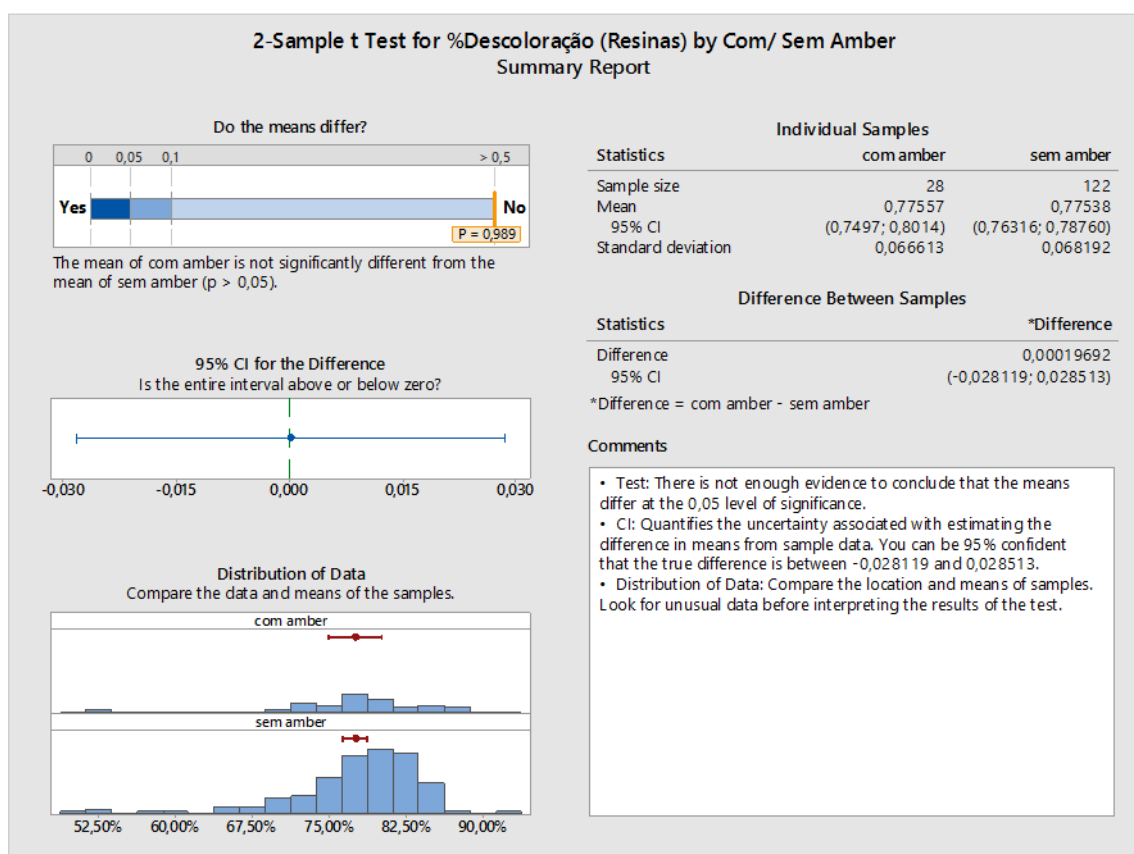 2-Sample t Test for %Descoloração (Resinas) by Com/ Sem Amber
Summary Report
Do the means differ?
0 0,05 0,1 > 0,5
Yes No
P = 0,989
The mean of com amber is not significantly different from the
mean of sem amber (p > 0,05).
95% CI for the Difference
Is the entire interval above or below zero?
-0,030 -0,015 0,000 0,015 0,030
Distribution of Data
Compare the data and means of the samples.
com amber
sem amber
52,50% 60,00% 67,50% 75,00% 82,50% 90,00%
Individual Samples
Statistics com amber sem amber
Sample size 28 122
Mean 0,77557 0,77538
95% CI (0,7497; 0,8014) (0,76316; 0,78760)
Standard deviation 0,066613 0,068192
Difference Between Samples
Statistics *Difference
Difference 0,00019692
95% CI (-0,028119; 0,028513)
*Difference = com amber - sem amber
Comments
• Test: There is not enough evidence to conclude that the means
differ at the 0,05 level of significance.
• CI: Quantifies the uncertainty associated with estimating the
difference in means from sample data. You can be 95% confident
that the true difference is between -0,028119 and 0,028513.
• Distribution of Data: Compare the location and means of samples.
Look for unusual data before interpreting the results of the test.